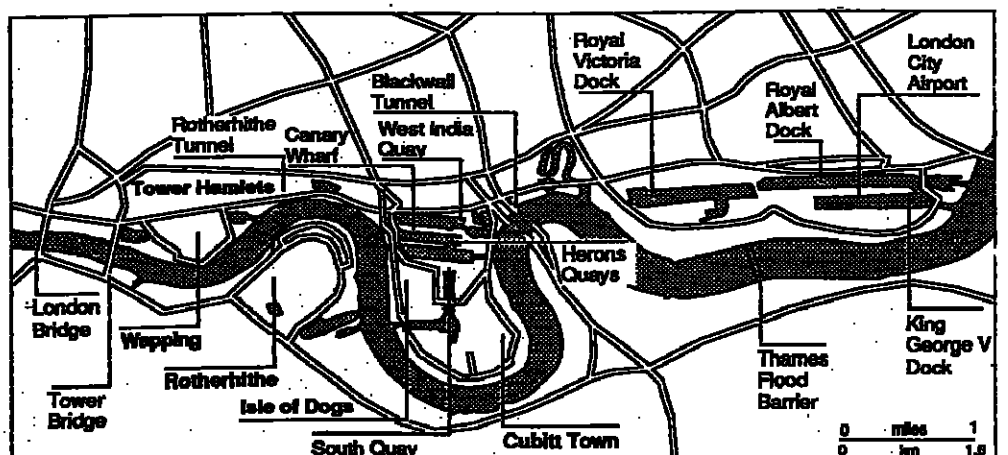 Royal
Victoria
Dock
London
City
Airport
Blackwall
Tunnel
Royal
Albert
Dock
Rotherhithe
Tunnel
Canary
Wharf
West India
Quay
Tower Hamlets
Herons
Quays
London
Bridge
Wapping
Rotherhithe
Tower
Bridge
Isle of Dogs
South Quay
Cubitt Town
Thames
Flood
Barrier
King
George V
Dock
0 miles 1
0 km 1.6